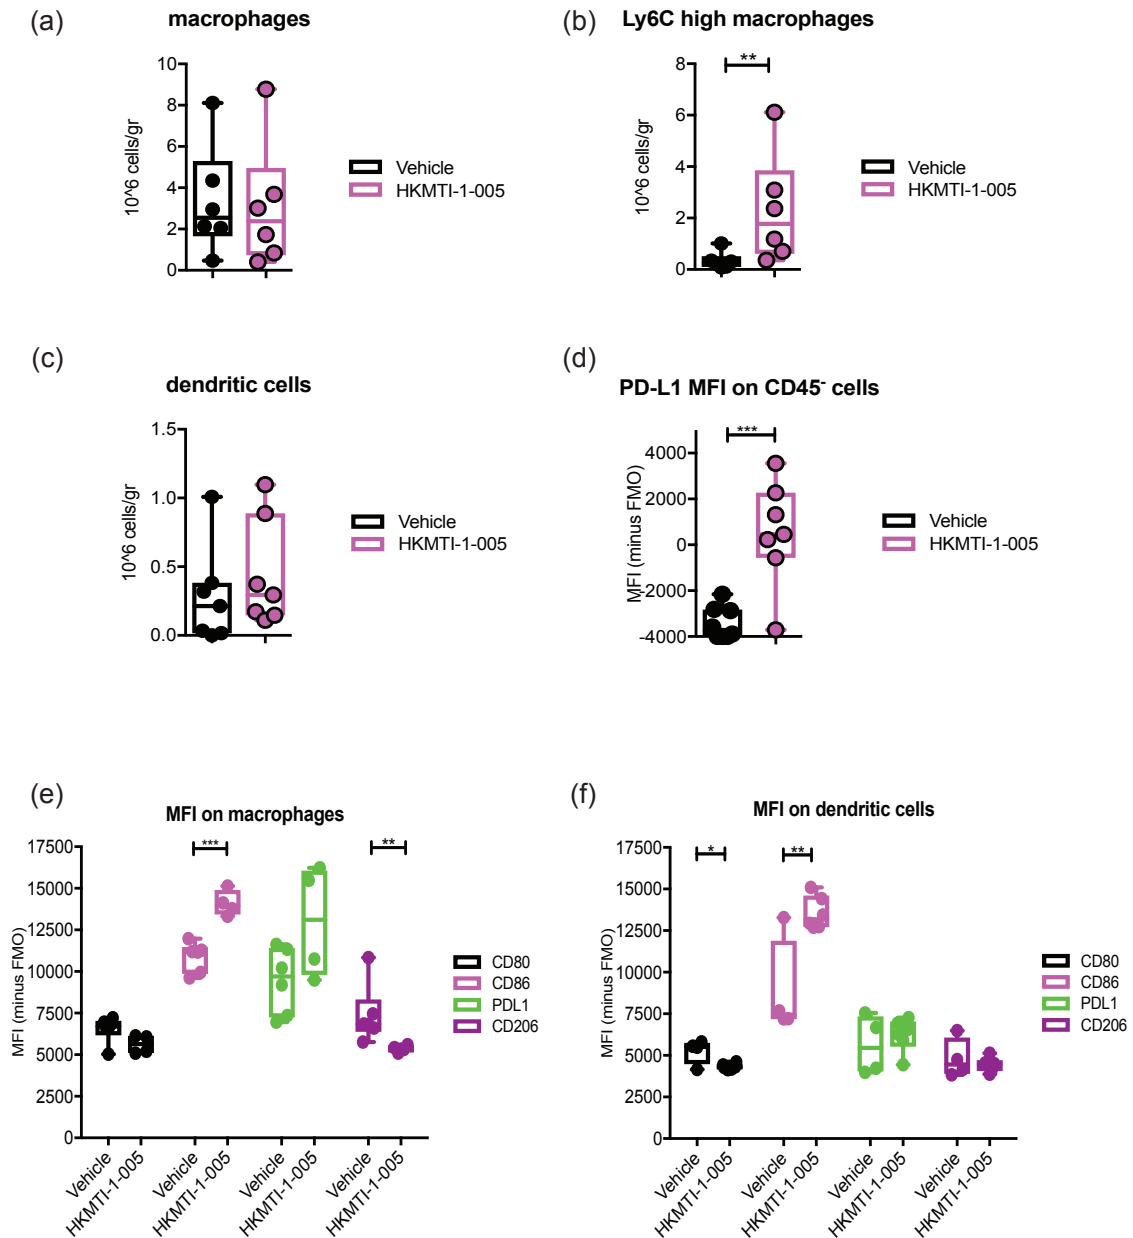 (a)
macrophages
10^6 cells/gr
10
8
6
4
2
0
Vehicle
HKMTI-1-005
(b)
Ly6C high macrophages
10^6 cells/gr
8
6
4
2
0
**
Vehicle
HKMTI-1-005
(c)
dendritic cells
10^6 cells/gr
1.5
1.0
0.5
0.0
Vehicle
HKMTI-1-005
(d)
PD-L1 MFI on CD45⁻ cells
MFI (minus FMO)
4000
2000
0
-2000
-4000
***
Vehicle
HKMTI-1-005
(e)
MFI on macrophages
MFI (minus FMO)
17500
15000
12500
10000
7500
5000
2500
0
***
**
Vehicle
HKMTI-1-005
Vehicle
HKMTI-1-005
Vehicle
HKMTI-1-005
Vehicle
HKMTI-1-005
CD80
CD86
PDL1
CD206
(f)
MFI on dendritic cells
MFI (minus FMO)
17500
15000
12500
10000
7500
5000
2500
0
*
**
Vehicle
HKMTI-1-005
Vehicle
HKMTI-1-005
Vehicle
HKMTI-1-005
Vehicle
HKMTI-1-005
CD80
CD86
PDL1
CD206